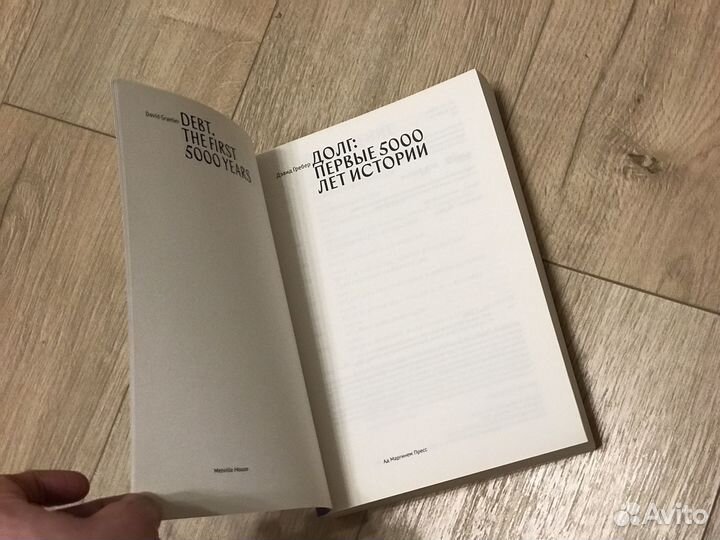 David Graeber
DEBT.
THE FIRST
5000 YEARS
Melville House
Дэвид Гребер
ДОЛГ:
ПЕРВЫЕ 5000
ЛЕТ ИСТОРИИ
Ад Маргинем Пресс
Avito